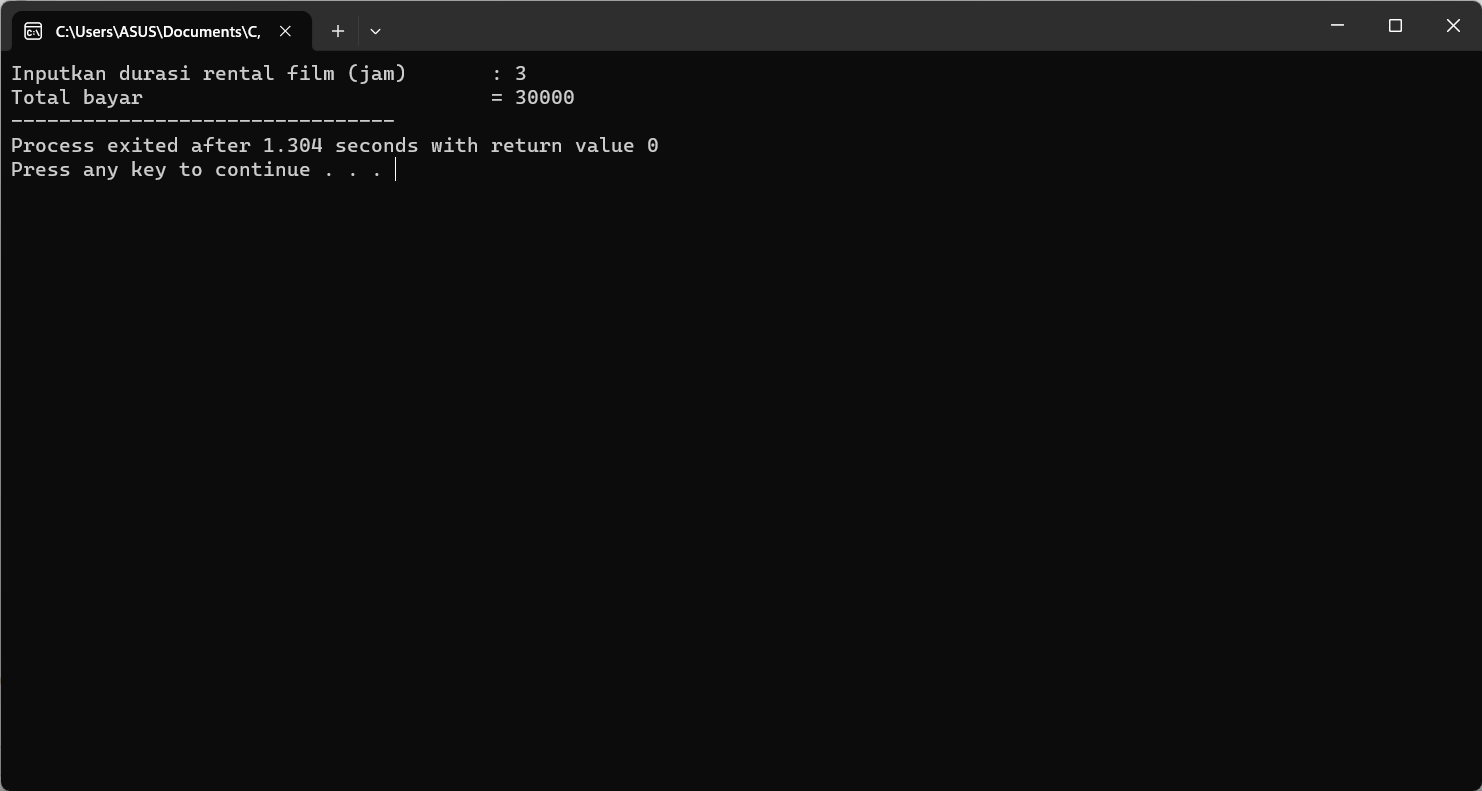 C:\Users\ASUS\Documents\C,
Inputkan durasi rental film (jam) : 3
Total bayar = 30000
--------------------------------
Process exited after 1.304 seconds with return value 0
Press any key to continue . . .